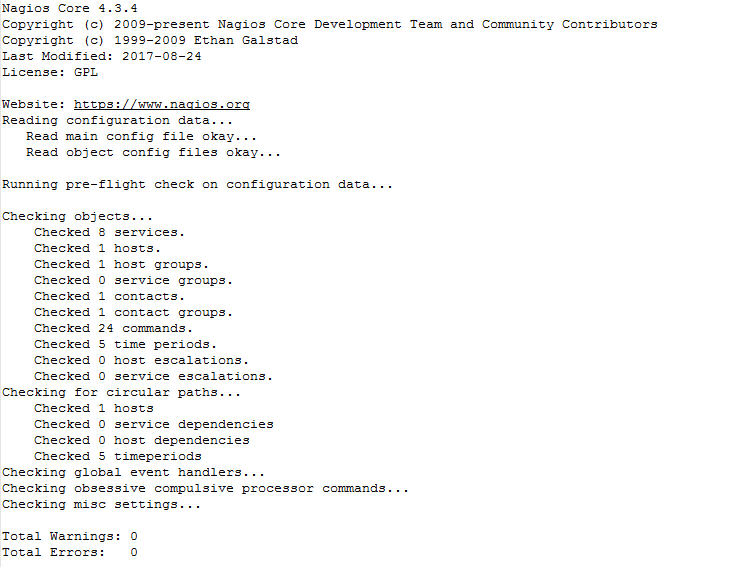 Nagios Core 4.3.4
Copyright (c) 2009-present Nagios Core Development Team and Community Contributors
Copyright (c) 1999-2009 Ethan Galstad
Last Modified: 2017-08-24
License: GPL

Website: https://www.nagios.org
Reading configuration data...
   Read main config file okay...
   Read object config files okay...

Running pre-flight check on configuration data...

Checking objects...
    Checked 8 services.
    Checked 1 hosts.
    Checked 1 host groups.
    Checked 0 service groups.
    Checked 1 contacts.
    Checked 1 contact groups.
    Checked 24 commands.
    Checked 5 time periods.
    Checked 0 host escalations.
    Checked 0 service escalations.
Checking for circular paths...
    Checked 1 hosts
    Checked 0 service dependencies
    Checked 0 host dependencies
    Checked 5 timeperiods
Checking global event handlers...
Checking obsessive compulsive processor commands...
Checking misc settings...

Total Warnings: 0
Total Errors:   0